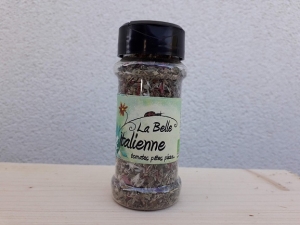 La Belle
Italienne
tomates, pâtes, pizza...